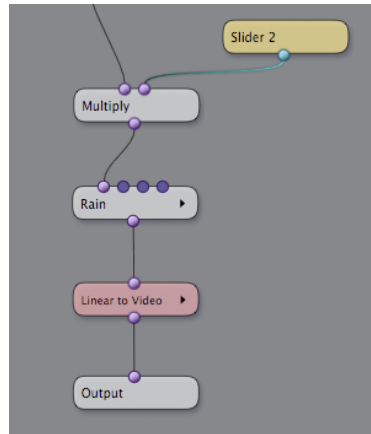 Slider 2
Multiply
Rain
Linear to Video
Output